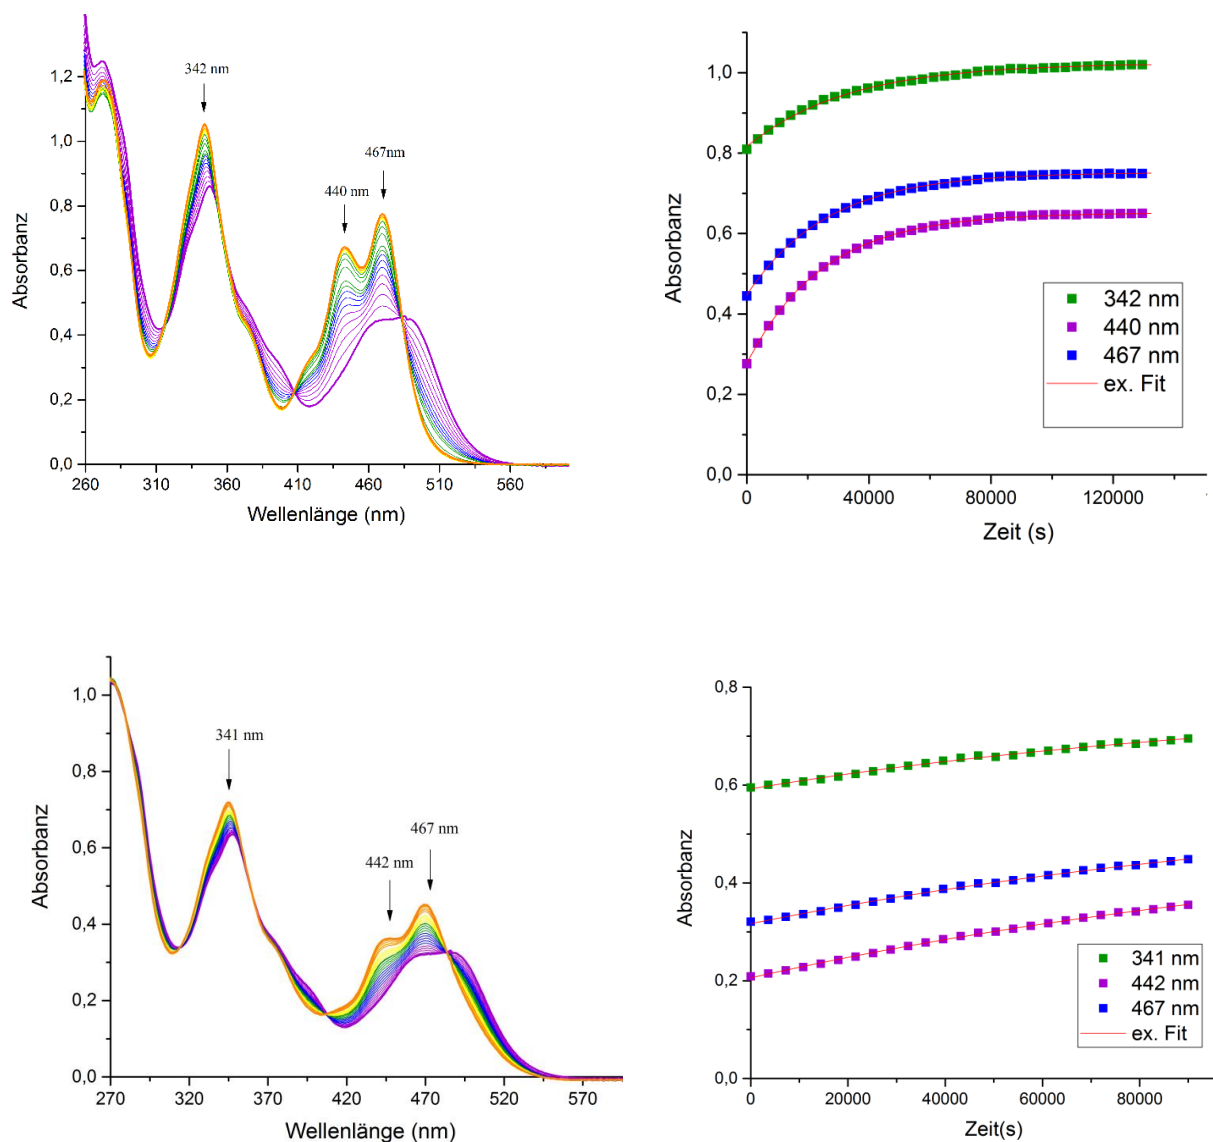 342 nm
467nm
440 nm
Absorbanz
1,2
1,0
0,8
0,6
0,4
0,2
0,0
260 310 360 410 460 510 560
Wellenlänge (nm)
Absorbanz
1,0
0,8
0,6
0,4
0,2
0,0
342 nm
440 nm
467 nm
ex. Fit
0 40000 80000 120000
Zeit (s)
341 nm
467 nm
442 nm
Absorbanz
1,0
0,8
0,6
0,4
0,2
0,0
270 320 370 420 470 520 570
Wellenlänge (nm)
Absorbanz
0,8
0,6
0,4
0,2
0,0
341 nm
442 nm
467 nm
ex. Fit
0 20000 40000 60000 80000
Zeit(s)